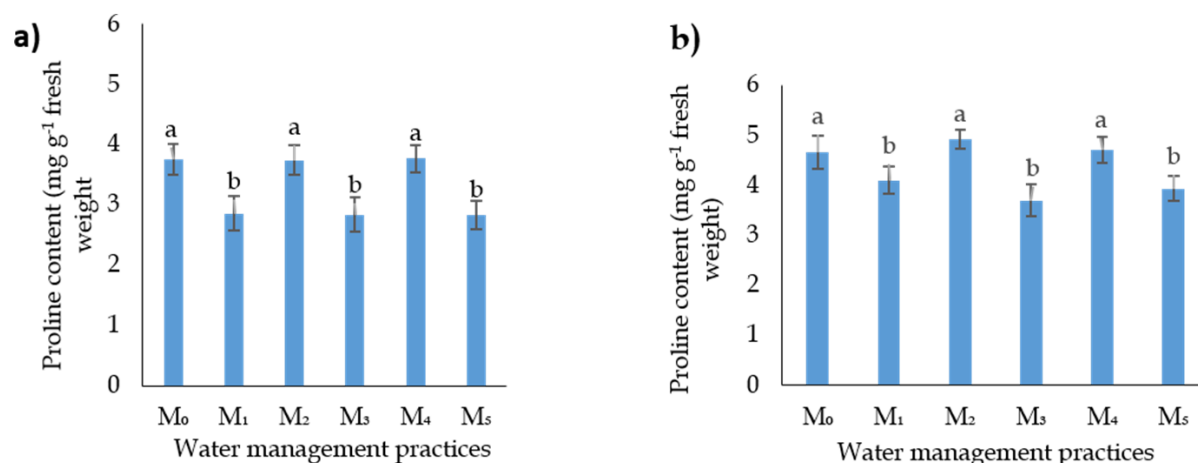 a)
Proline content (mg g⁻¹ fresh
weight
6
5
4
3
2
1
0
a
b
a
b
a
b
M₀ M₁ M₂ M₃ M₄ M₅
Water management practices
b)
Proline content (mg g⁻¹ fresh
weight)
6
5
4
3
2
1
0
a
b
a
b
a
b
M₀ M₁ M₂ M₃ M₄ M₅
Water management practices